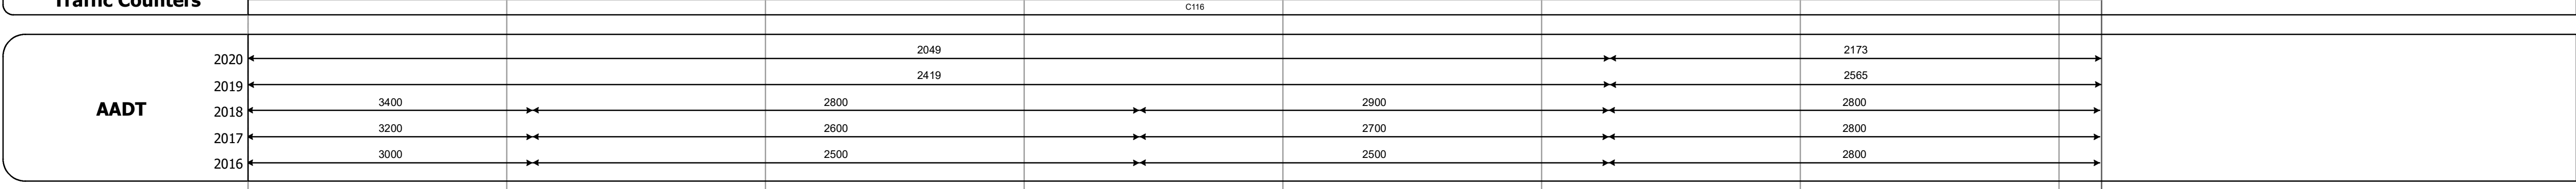 Traffic Counters
C116
AADT
2020 2049 2173
2019 2419 2565
2018 3400 2800 2900 2800
2017 3200 2600 2700 2800
2016 3000 2500 2500 2800